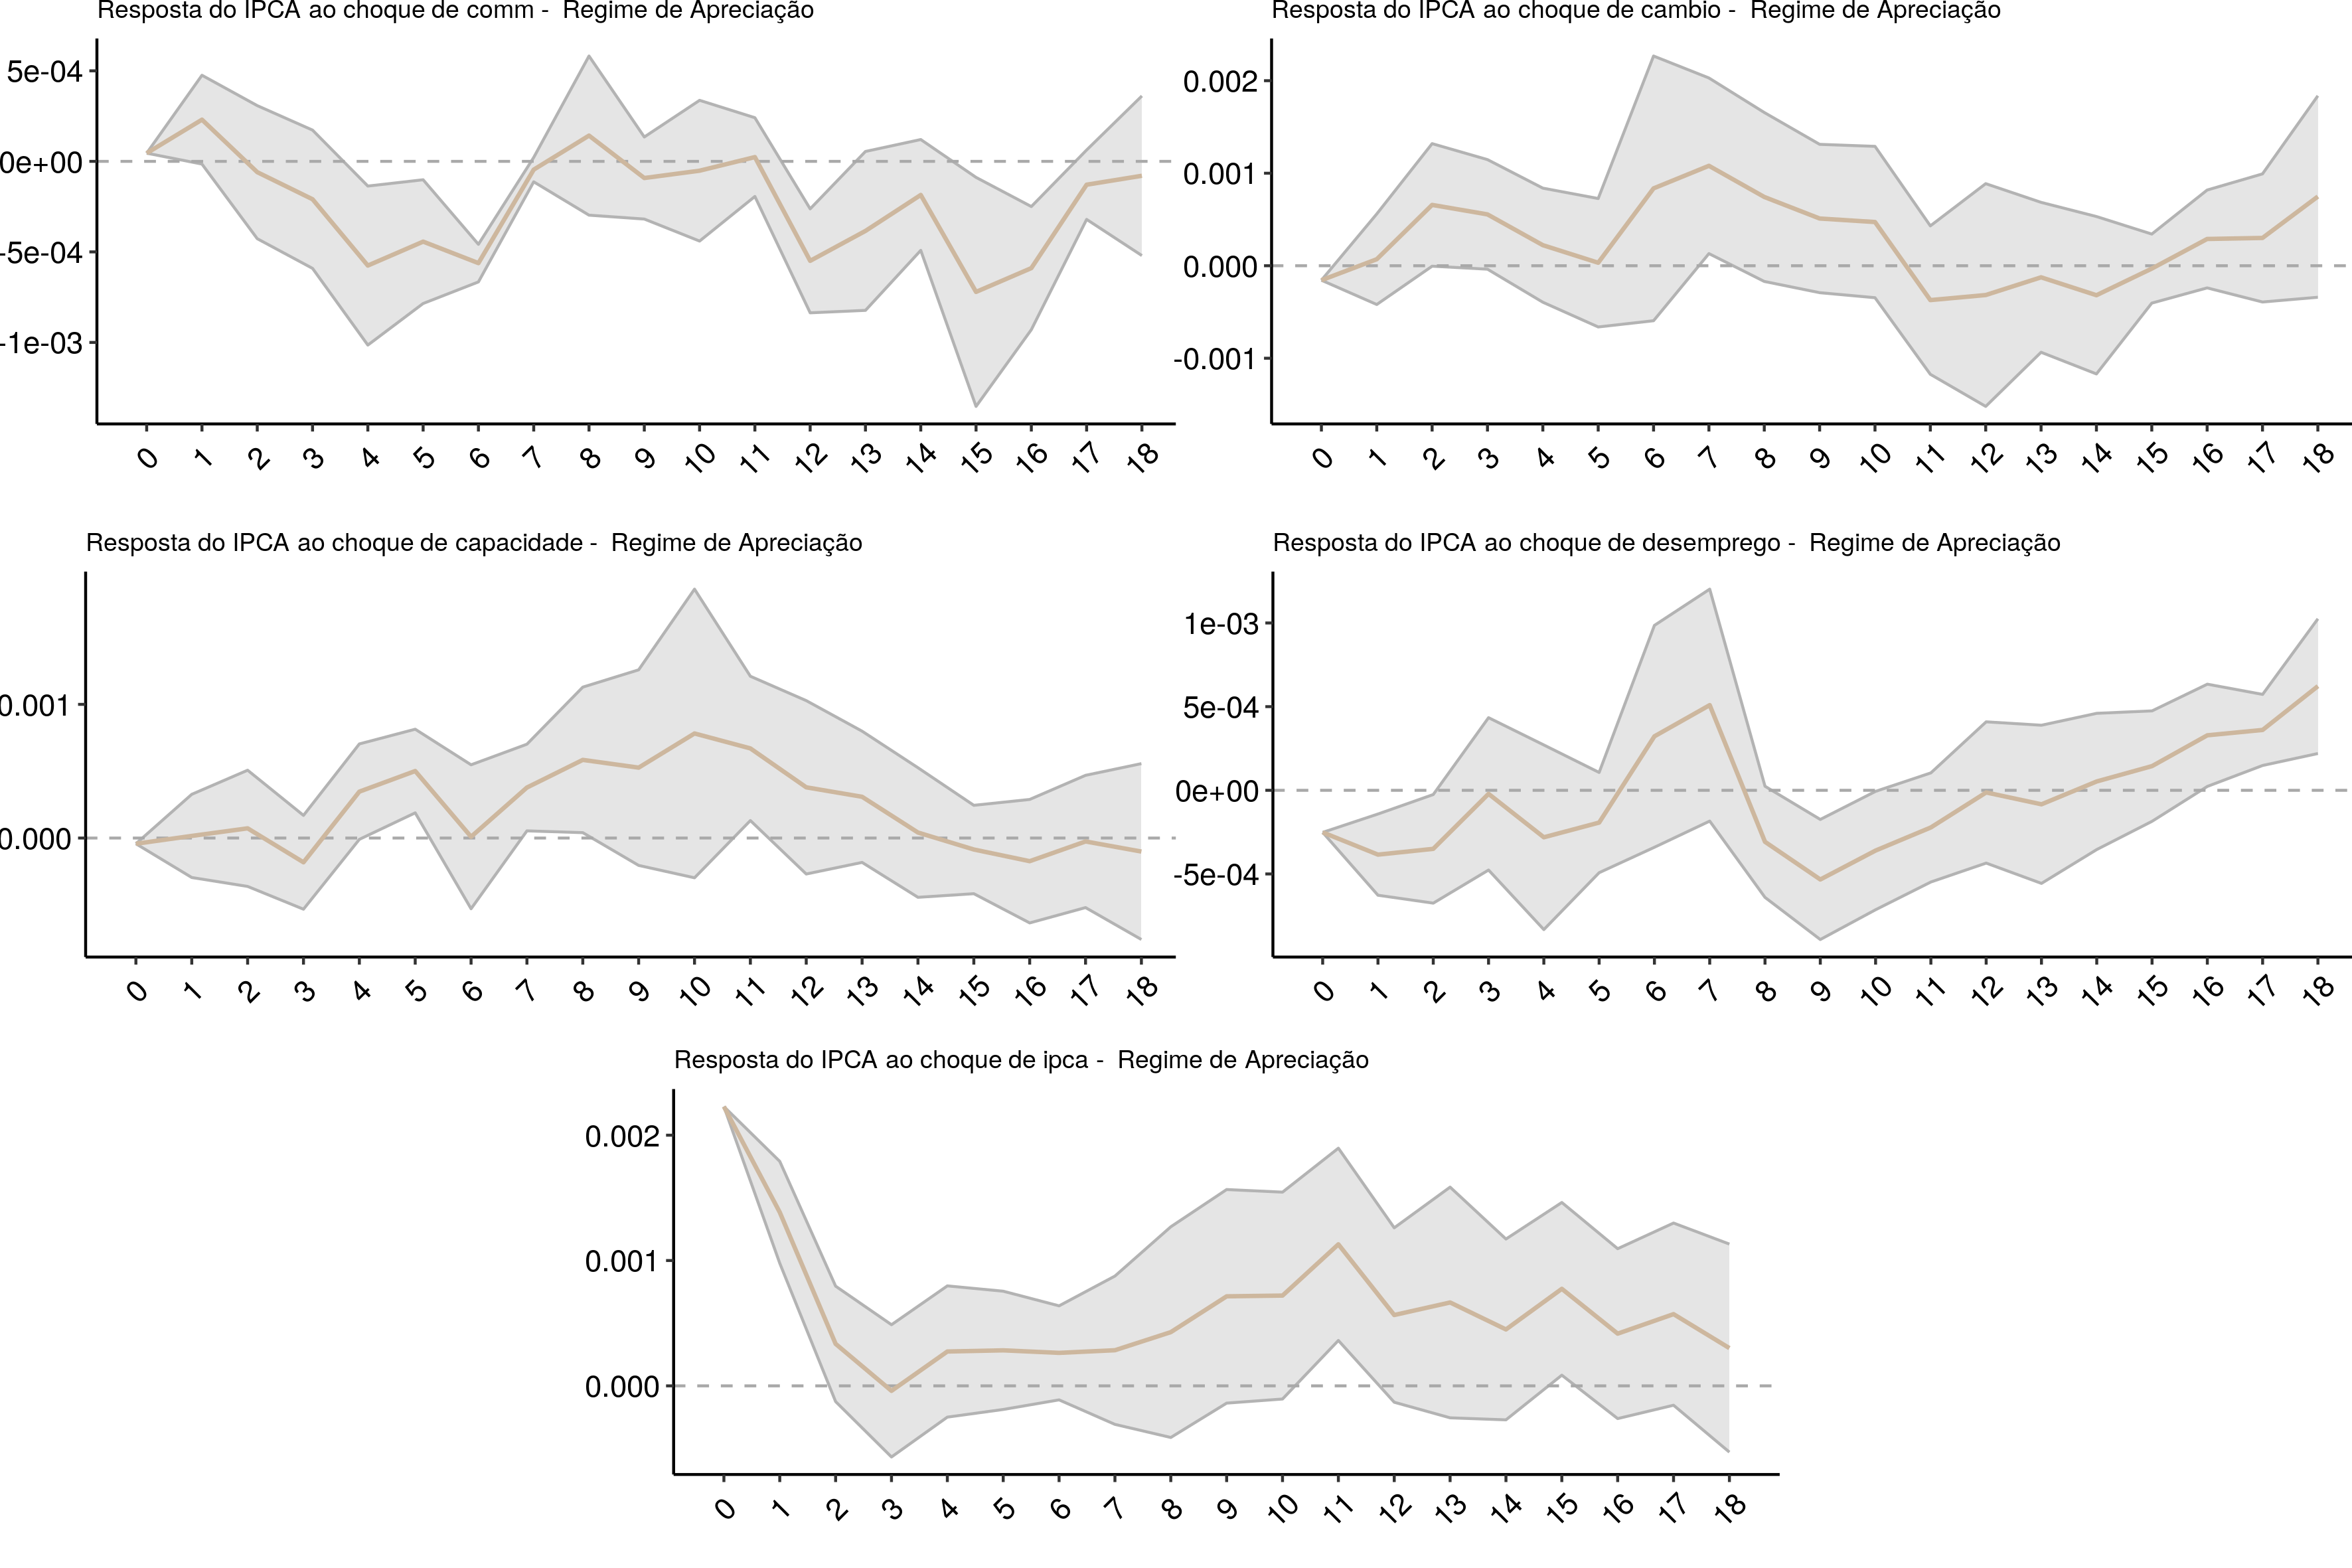 Resposta do IPCA ao choque de comm - Regime de Apreciação
5e-04
0e+00
-5e-04
-1e-03
0 1 2 3 4 5 6 7 8 9 10 11 12 13 14 15 16 17 18
Resposta do IPCA ao choque de cambio - Regime de Apreciação
0.002
0.001
0.000
-0.001
0 1 2 3 4 5 6 7 8 9 10 11 12 13 14 15 16 17 18
Resposta do IPCA ao choque de capacidade - Regime de Apreciação
0.001
0.000
0 1 2 3 4 5 6 7 8 9 10 11 12 13 14 15 16 17 18
Resposta do IPCA ao choque de desemprego - Regime de Apreciação
1e-03
5e-04
0e+00
-5e-04
0 1 2 3 4 5 6 7 8 9 10 11 12 13 14 15 16 17 18
Resposta do IPCA ao choque de ipca - Regime de Apreciação
0.002
0.001
0.000
0 1 2 3 4 5 6 7 8 9 10 11 12 13 14 15 16 17 18